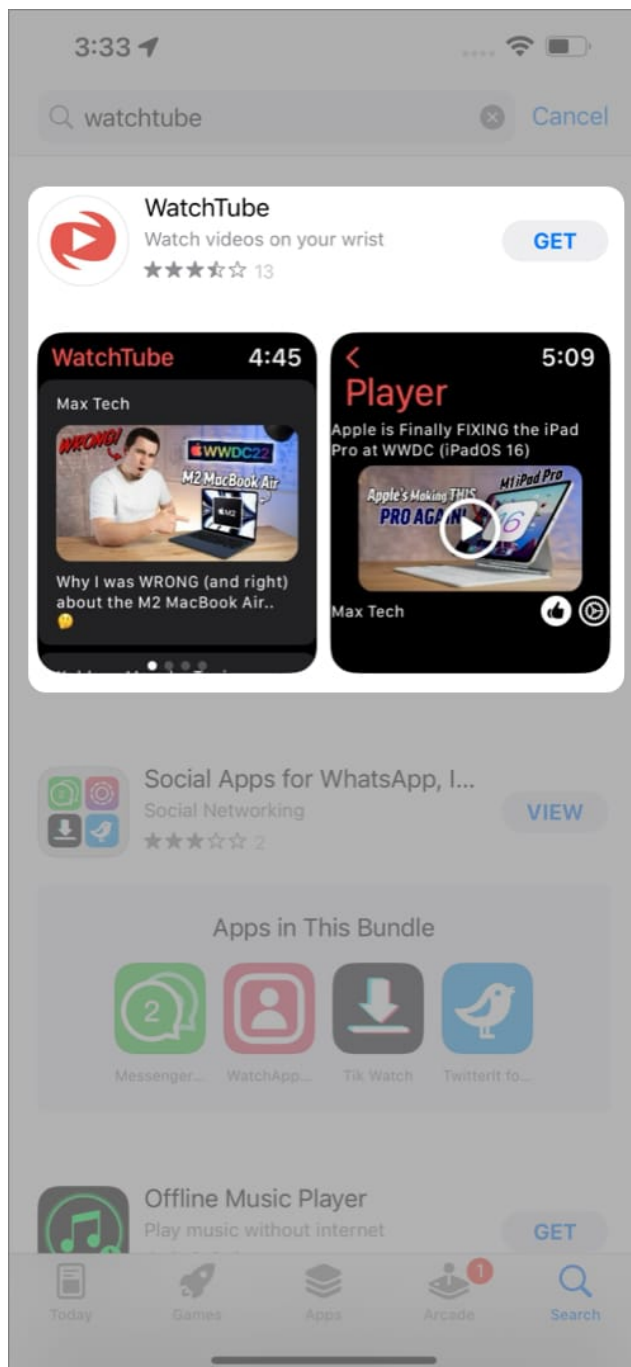 3:33
watchtube
Cancel
WatchTube
Watch videos on your wrist
GET
13
WatchTube 4:45
Max Tech
WRONG!
WWDC22
M2 MacBook Air
M2
Why I was WRONG (and right)
about the M2 MacBook Air..
5:09
Player
Apple is Finally FIXING the iPad
Pro at WWDC (iPadOS 16)
Apple's Making THIS
PRO AGAIN!
M1 iPad Pro
16
Max Tech
Social Apps for WhatsApp, I...
Social Networking
VIEW
2
Apps in This Bundle
2
Messenger...
WatchApp...
Tik Watch
Twitterit fo...
Offline Music Player
Play music without internet
GET
1
Today
Games
Apps
Arcade
Search